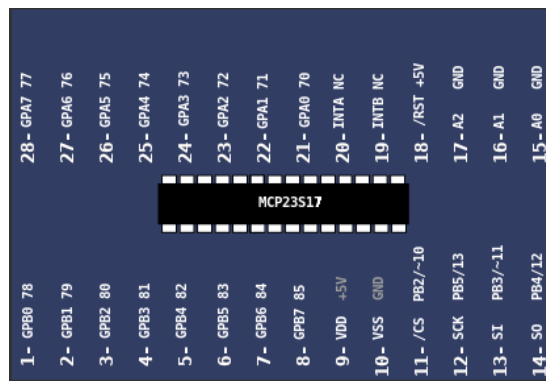 28- GPA7 77
27- GPA6 76
26- GPA5 75
25- GPA4 74
24- GPA3 73
23- GPA2 72
22- GPA1 71
21- GPA0 70
20- INTA NC
19- INTB NC
18- /RST +5V
17- A2 GND
16- A1 GND
15- A0 GND
MCP23S17
1- GPB0 78
2- GPB1 79
3- GPB2 80
4- GPB3 81
5- GPB4 82
6- GPB5 83
7- GPB6 84
8- GPB7 85
9- VDD +5V
10- VSS GND
11- /CS PB2/~10
12- SCK PB5/13
13- SI PB3/~11
14- SO PB4/12